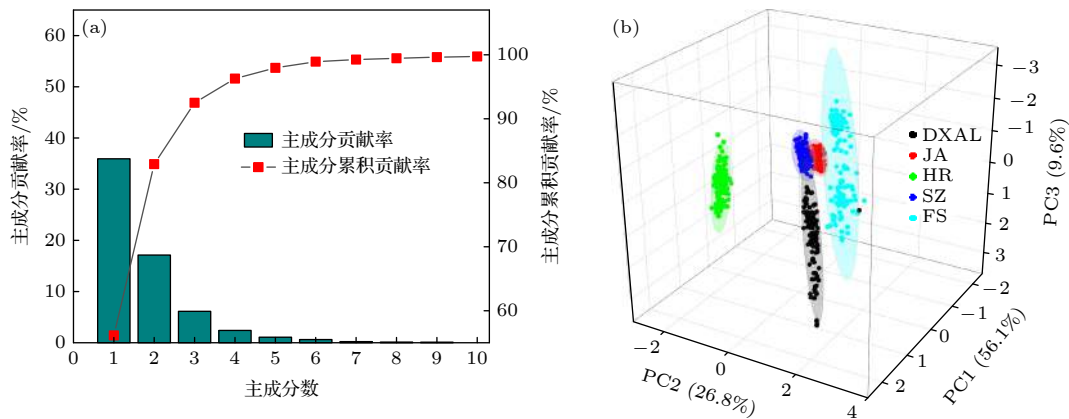 (a)
60
50
40
30
20
10
0
主成分贡献率/%
100
90
80
70
60
主成分累积贡献率/%
主成分贡献率
主成分累积贡献率
0 1 2 3 4 5 6 7 8 9 10
主成分数
(b)
−3
−2
−1
0
1
2
3
PC3 (9.6%)
DXAL
JA
HR
SZ
FS
−2
−1
0
1
2
PC1 (56.1%)
−2
0
2
4
PC2 (26.8%)